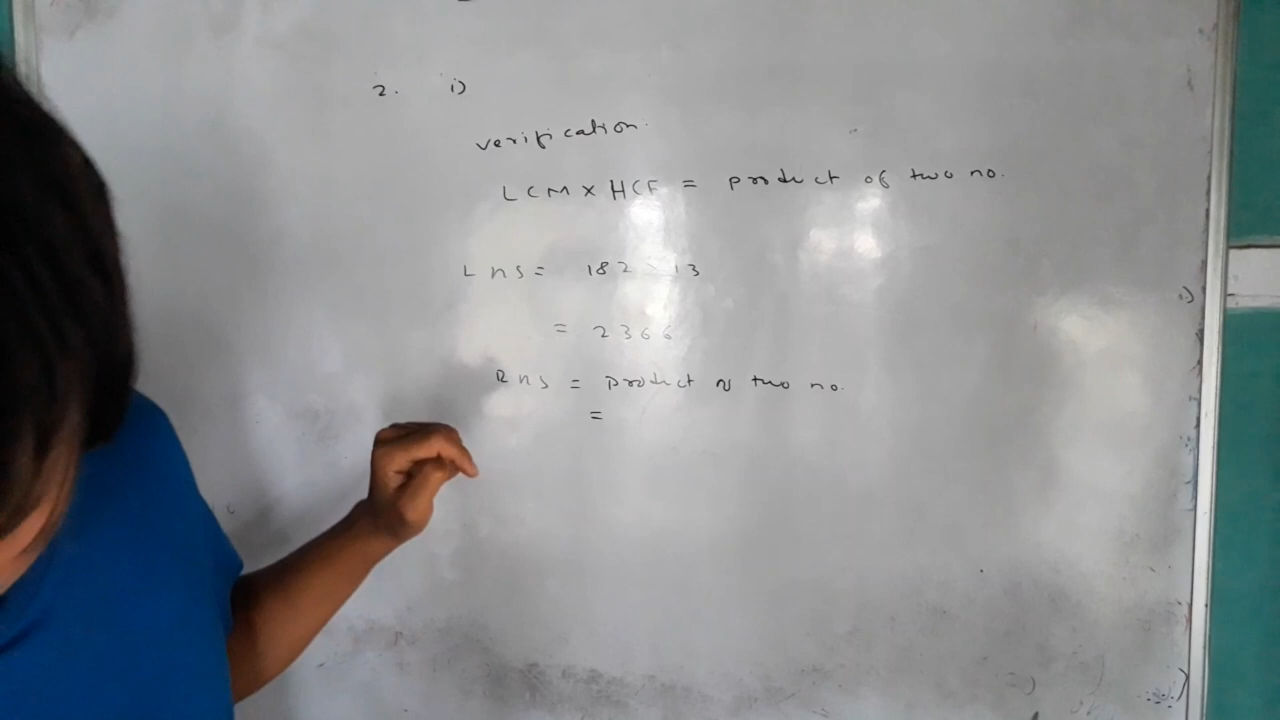 2. i)
verification.
LCM x HCF = product of two no.
LHS = 182 x 13
i)
= 2366
RHS = product of two no.
=